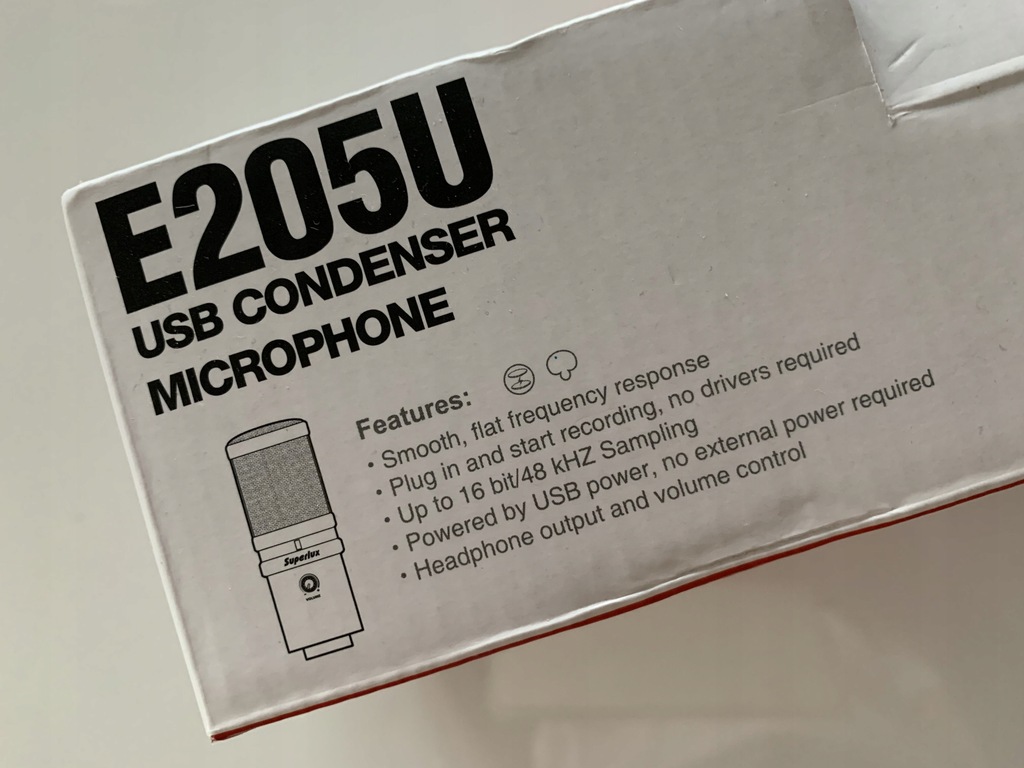 E205U
USB CONDENSER
MICROPHONE
Features:
• Smooth, flat frequency response
• Plug in and start recording, no drivers required
• Up to 16 bit/48 kHZ Sampling
• Powered by USB power, no external power required
• Headphone output and volume control
Superlux
VOLUME